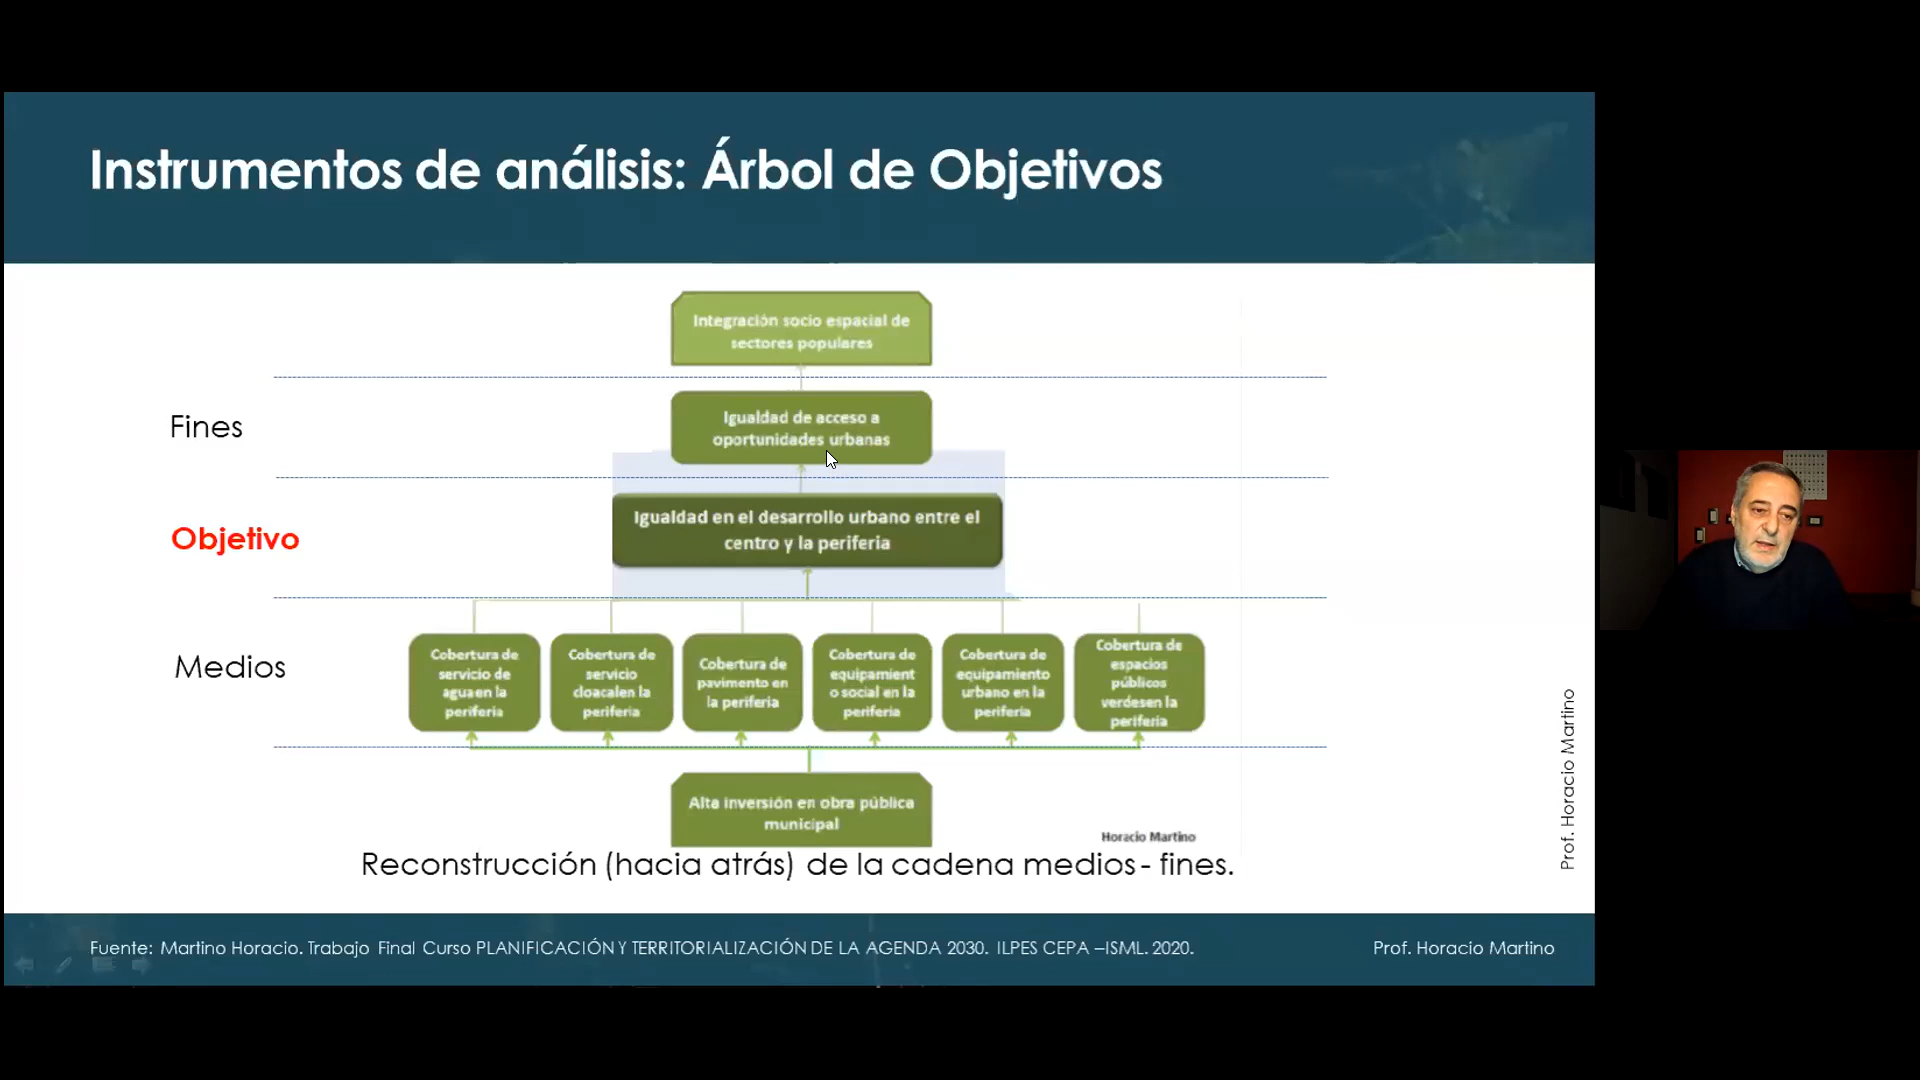 Instrumentos de análisis: Árbol de Objetivos
Integración socio espacial de
sectores populares
Fines
Igualdad de acceso a
oportunidades urbanas
Objetivo
Igualdad en el desarrollo urbano entre el
centro y la periferia
Medios
Cobertura de
servicio de
agua en la
periferia
Cobertura de
servicio
cloacal en la
periferia
Cobertura de
pavimento en
la periferia
Cobertura de
equipamient
o social en la
periferia
Cobertura de
equipamiento
urbano en la
periferia
Cobertura de
espacios
públicos
verdes en la
periferia
Alta inversión en obra pública
municipal
Horacio Martino
Reconstrucción (hacia atrás) de la cadena medios - fines.
Prof. Horacio Martino
Fuente: Martino Horacio. Trabajo Final Curso PLANIFICACIÓN Y TERRITORIALIZACIÓN DE LA AGENDA 2030. ILPES CEPA –ISML. 2020.
Prof. Horacio Martino